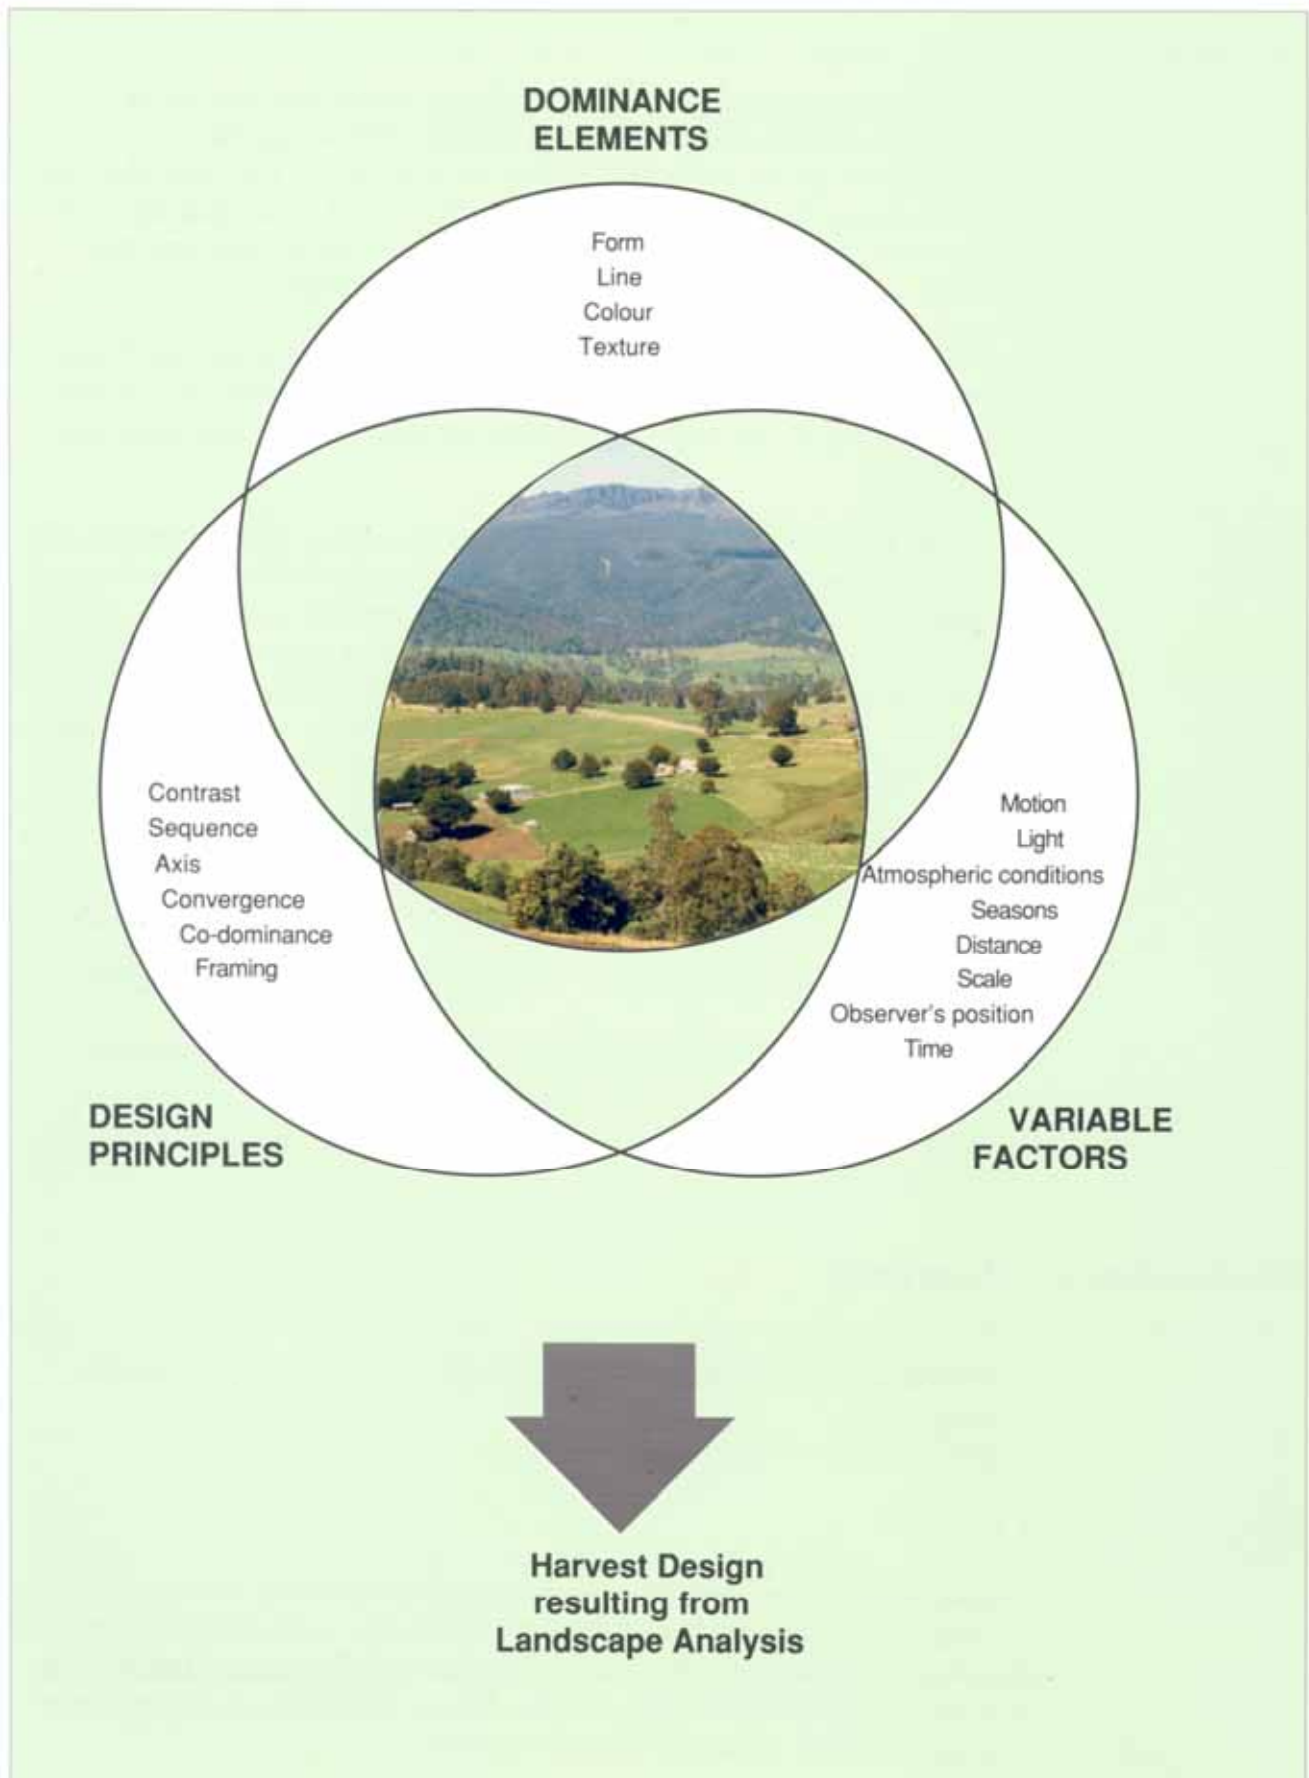 DOMINANCE
ELEMENTS
Form
Line
Colour
Texture
Contrast
Sequence
Axis
Convergence
Co-dominance
Framing
Motion
Light
Atmospheric conditions
Seasons
Distance
Scale
Observer's position
Time
DESIGN
PRINCIPLES
VARIABLE
FACTORS
Harvest Design
resulting from
Landscape Analysis